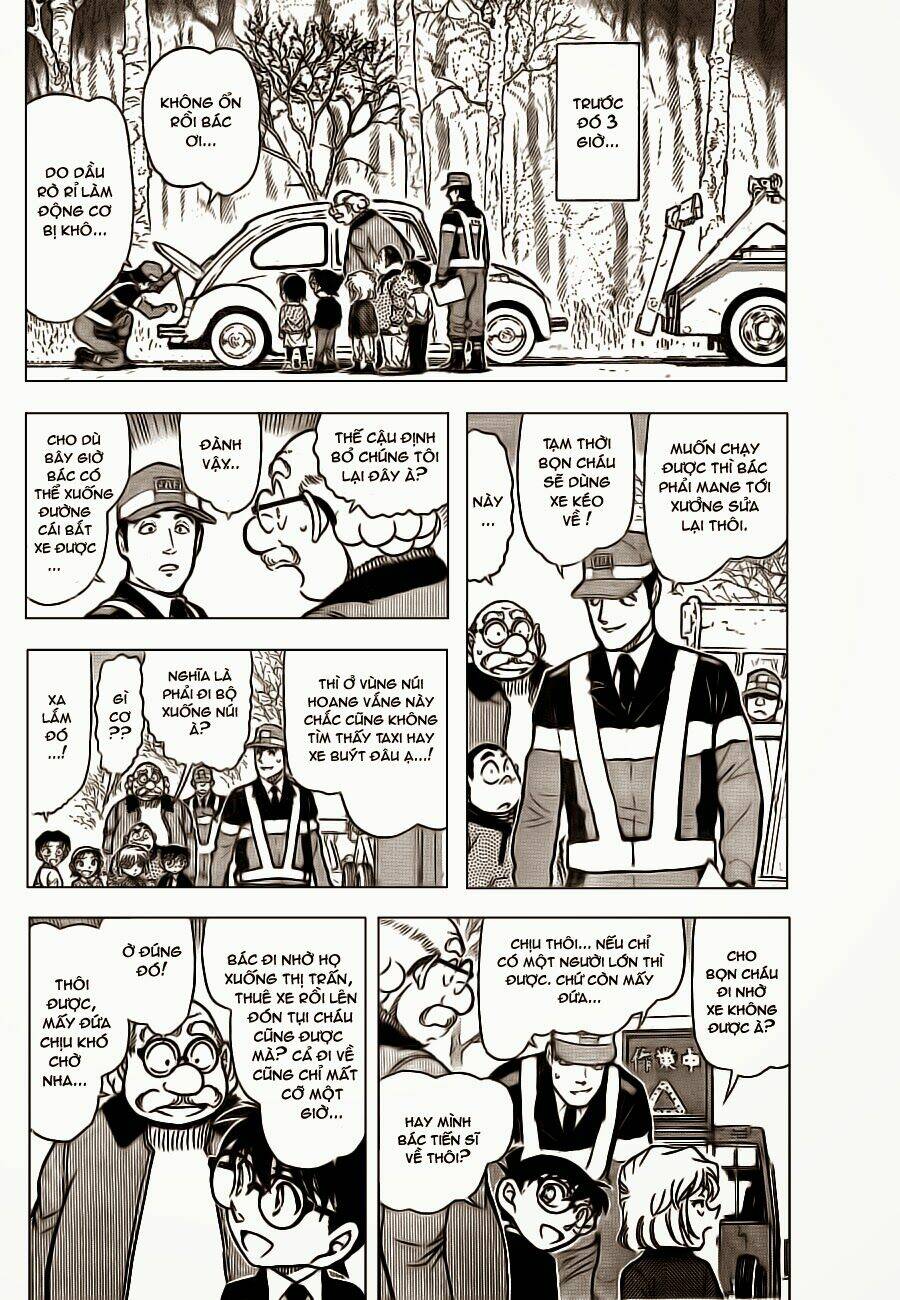 TRƯỚC
ĐÓ 3
GIỜ...
KHÔNG ỔN
RỒI BÁC
ƠI...
DO DẦU
RÒ RỈ LÀM
ĐỘNG CƠ
BỊ KHÔ...
MUỐN CHẠY
ĐƯỢC THÌ BÁC
PHẢI MANG TỚI
XƯỞNG SỬA
LẠI THÔI.
TẠM THỜI
BỌN CHÁU
SẼ DÙNG
XE KÉO
VỀ!
NÀY
...
THẾ CẬU ĐỊNH
BỎ CHÚNG TÔI
LẠI ĐÂY À?
ĐÀNH
VẬY..
CHO DÙ
BÂY GIỜ
BÁC CÓ
THỂ XUỐNG
ĐƯỜNG
CÁI BẮT
XE ĐƯỢC
...
THÌ Ở VÙNG NÚI
HOANG VẮNG NÀY
CHẮC CŨNG KHÔNG
TÌM THẤY TAXI HAY
XE BUÝT ĐÂU Ạ...!
NGHĨA LÀ
PHẢI ĐI BỘ
XUỐNG NÚI
À?
GÌ
CƠ
??
XA
LẮM
ĐÓ
...!
CHO
BỌN CHÁU
ĐI NHỜ
XE KHÔNG
ĐƯỢC À?
作業中
CHỊU THÔI... NẾU CHỈ
CÓ MỘT NGƯỜI LỚN THÌ
ĐƯỢC. CHỨ CÒN MẤY
ĐỨA...
HAY MÌNH
BÁC TIẾN SĨ
VỀ THÔI?
BÁC ĐI NHỜ HỌ
XUỐNG THỊ TRẤN,
THUÊ XE RỒI LÊN
ĐÓN TỤI CHÁU
CŨNG ĐƯỢC
MÀ? CẢ ĐI VỀ
CŨNG CHỈ MẤT
CỠ MỘT
GIỜ...
Ờ ĐÚNG
ĐÓ!
THÔI
ĐƯỢC,
MẤY ĐỨA
CHỊU KHÓ
CHỜ
NHA...